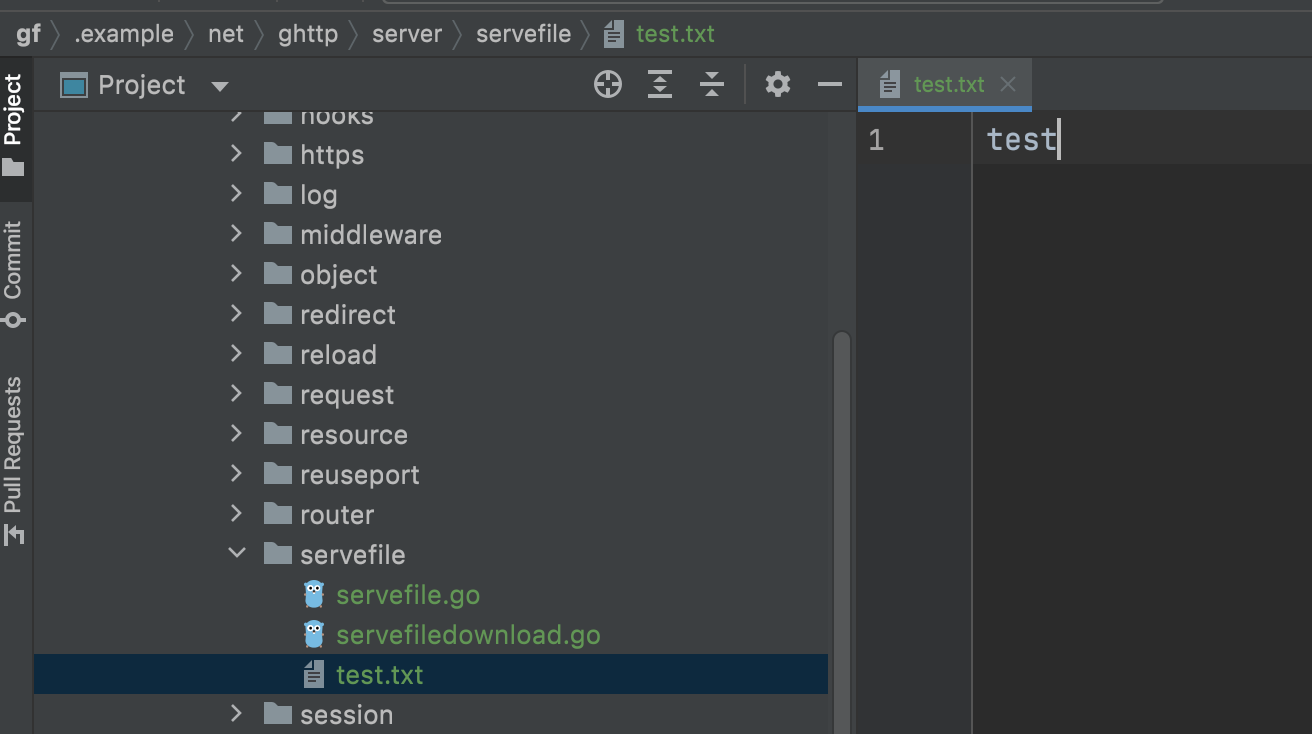 gf .example net ghttp server servefile test.txt
Project
Project
Commit
Pull Requests
hooks
https
log
middleware
object
redirect
reload
request
resource
reuseport
router
servefile
servefile.go
servefiledownload.go
test.txt
session
test.txt
1 test